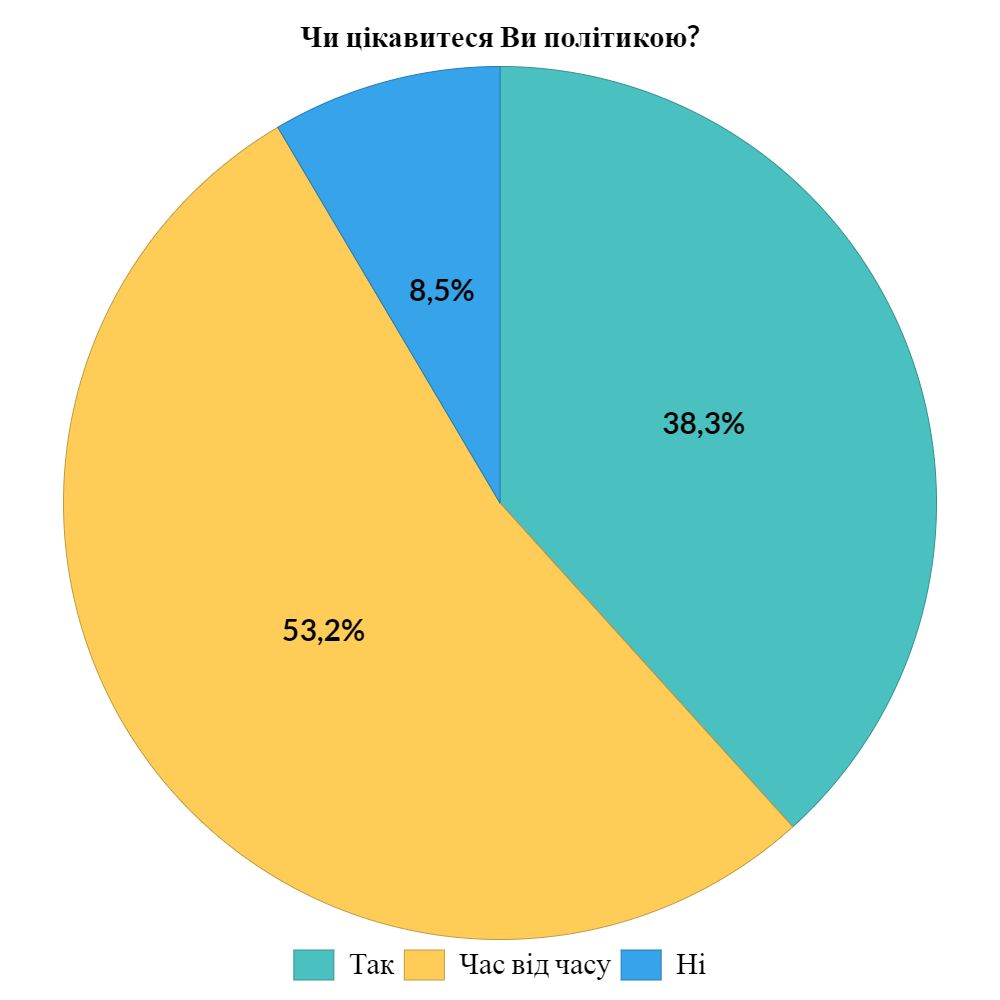 Чи цікавитеся Ви політикою?
8,5%
38,3%
53,2%
Так Час від часу Ні